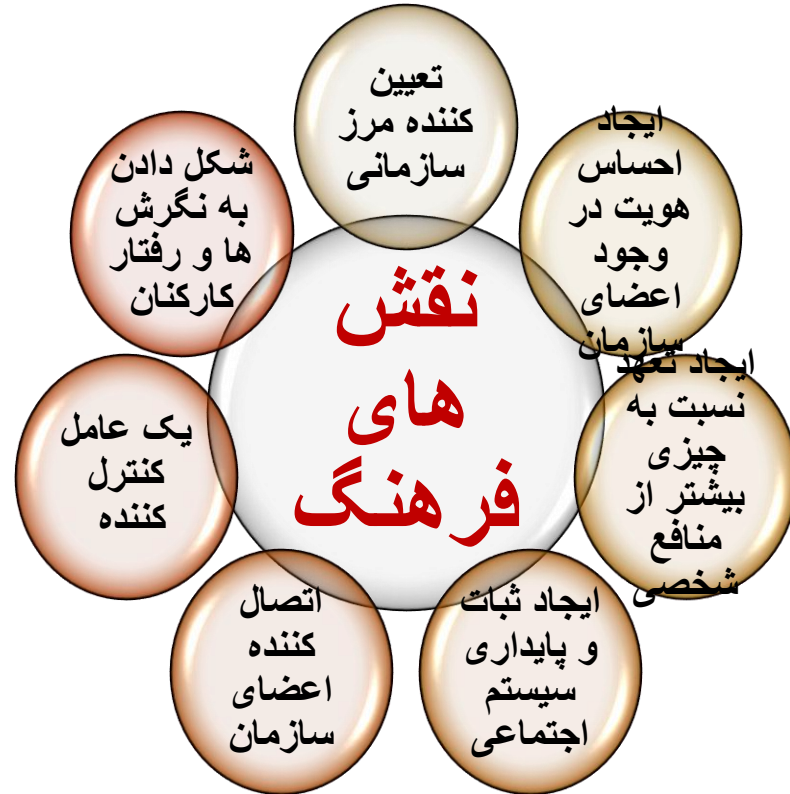 نقش
های
فرهنگ
تعیین
کننده مرز
سازمانی
ایجاد
احساس
هویت در
وجود
اعضای
سازمان
ایجاد تعهد
نسبت به
چیزی
بیشتر از
منافع
شخصی
ایجاد ثبات
و پایداری
سیستم
اجتماعی
اتصال
کننده
اعضای
سازمان
یک عامل
کنترل
کننده
شکل دادن
به نگرش
ها و رفتار
کارکنان